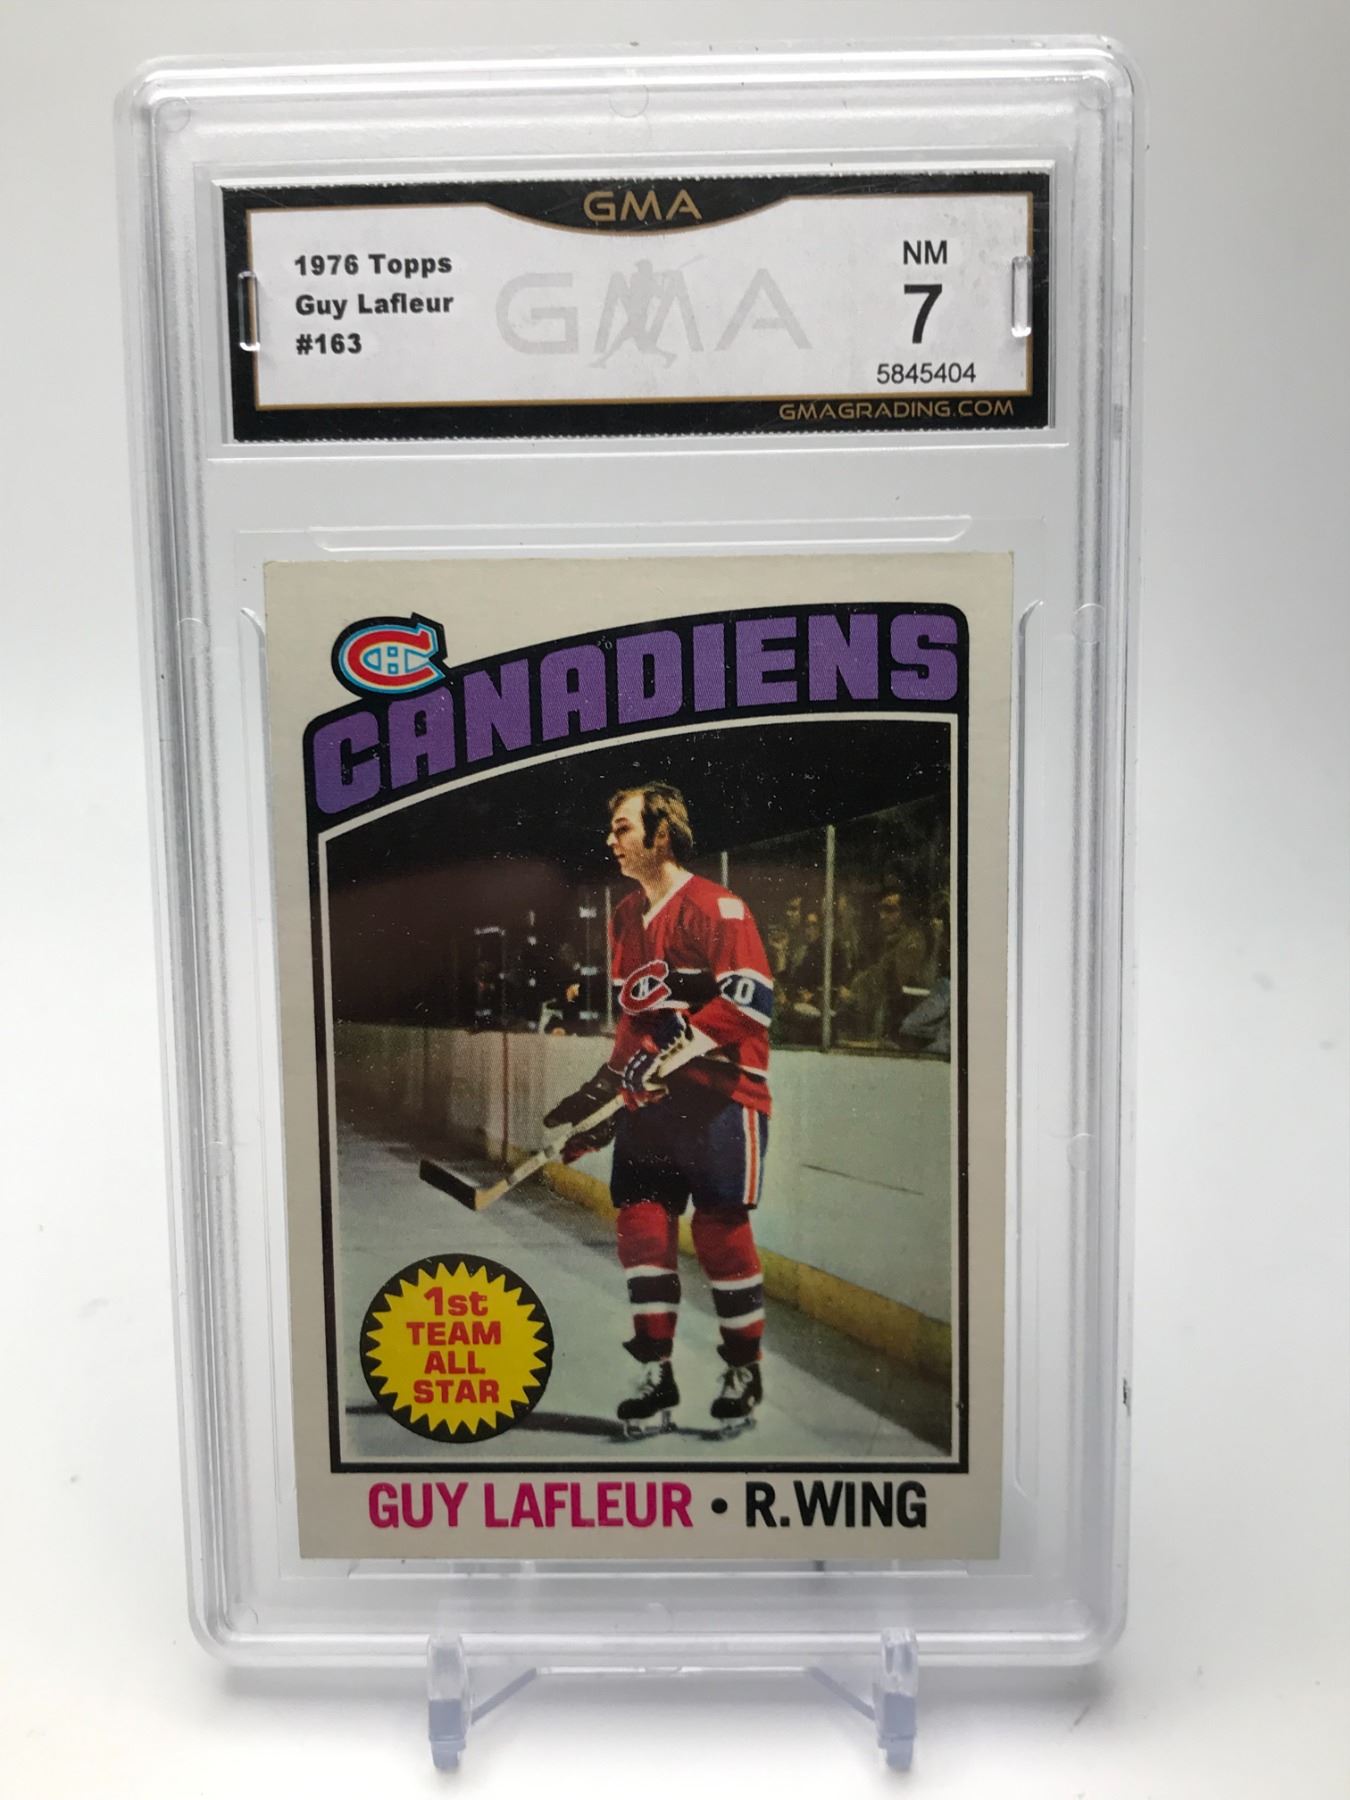 GMA
1976 Topps
Guy Lafleur
#163
GMA
NM
7
5845404
GMAGRADING.COM
CANADIENS
10
1st
TEAM
ALL
STAR
GUY LAFLEUR • R.WING